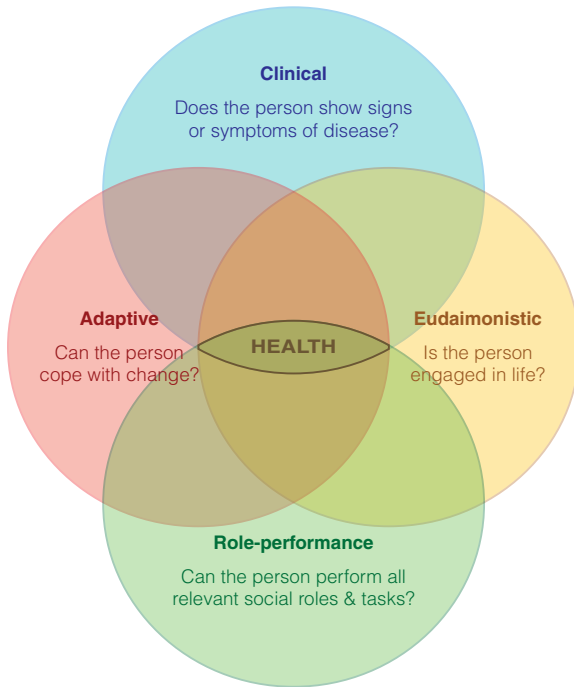 Clinical
Does the person show signs
or symptoms of disease?
Adaptive
Can the person
cope with change?
HEALTH
Eudaimonistic
Is the person
engaged in life?
Role-performance
Can the person perform all
relevant social roles & tasks?